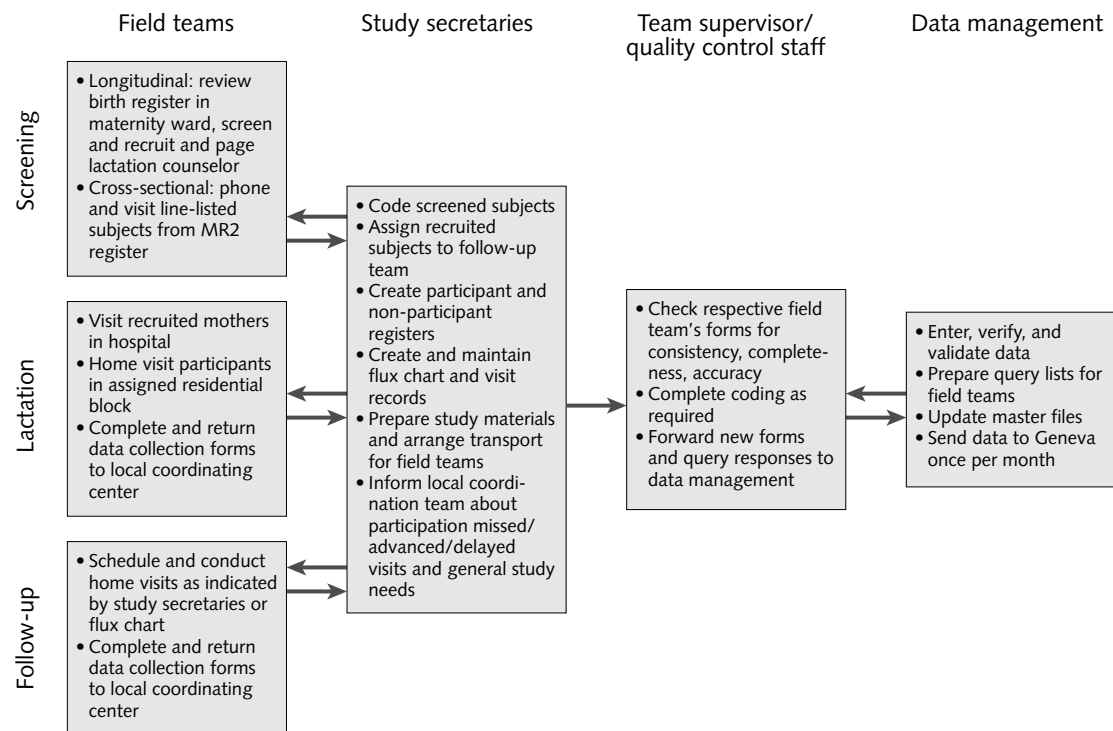 Field teams
Study secretaries
Team supervisor/
quality control staff
Data management
Screening
• Longitudinal: review
birth register in
maternity ward, screen
and recruit and page
lactation counselor
• Cross-sectional: phone
and visit line-listed
subjects from MR2
register
Lactation
• Visit recruited mothers
in hospital
• Home visit participants
in assigned residential
block
• Complete and return
data collection forms
to local coordinating
center
Follow-up
• Schedule and conduct
home visits as indicated
by study secretaries or
flux chart
• Complete and return
data collection forms
to local coordinating
center
• Code screened subjects
• Assign recruited
subjects to follow-up
team
• Create participant and
non-participant
registers
• Create and maintain
flux chart and visit
records
• Prepare study materials
and arrange transport
for field teams
• Inform local coordi-
nation team about
participation missed/
advanced/delayed
visits and general study
needs
• Check respective field
team's forms for
consistency, complete-
ness, accuracy
• Complete coding as
required
• Forward new forms
and query responses to
data management
• Enter, verify, and
validate data
• Prepare query lists for
field teams
• Update master files
• Send data to Geneva
once per month